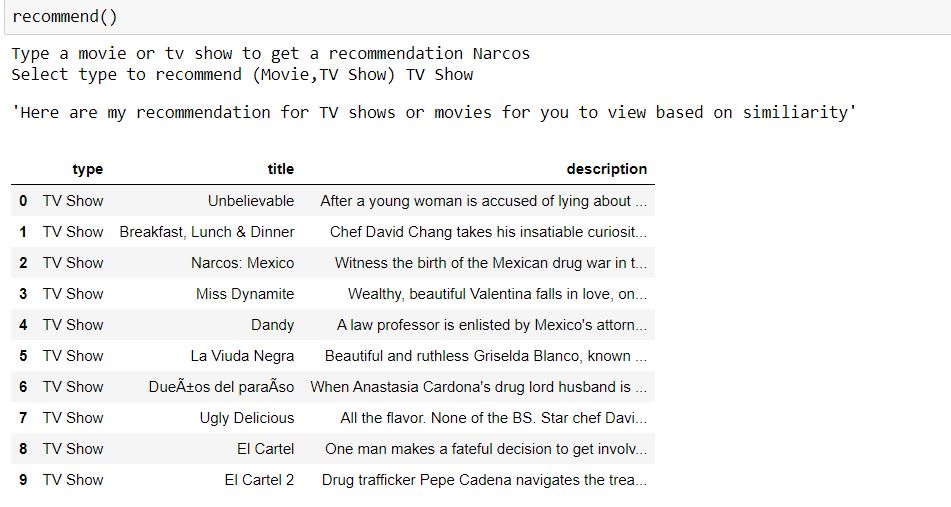 recommend()
Type a movie or tv show to get a recommendation Narcos
Select type to recommend (Movie,TV Show) TV Show
'Here are my recommendation for TV shows or movies for you to view based on similiarity'
type title description
0 TV Show Unbelievable After a young woman is accused of lying about ...
1 TV Show Breakfast, Lunch & Dinner Chef David Chang takes his insatiable curiosit...
2 TV Show Narcos: Mexico Witness the birth of the Mexican drug war in t...
3 TV Show Miss Dynamite Wealthy, beautiful Valentina falls in love, on...
4 TV Show Dandy A law professor is enlisted by Mexico's attorn...
5 TV Show La Viuda Negra Beautiful and ruthless Griselda Blanco, known ...
6 TV Show DueÃ±os del paraÃso When Anastasia Cardona's drug lord husband is ...
7 TV Show Ugly Delicious All the flavor. None of the BS. Star chef Davi...
8 TV Show El Cartel One man makes a fateful decision to get involv...
9 TV Show El Cartel 2 Drug trafficker Pepe Cadena navigates the trea...